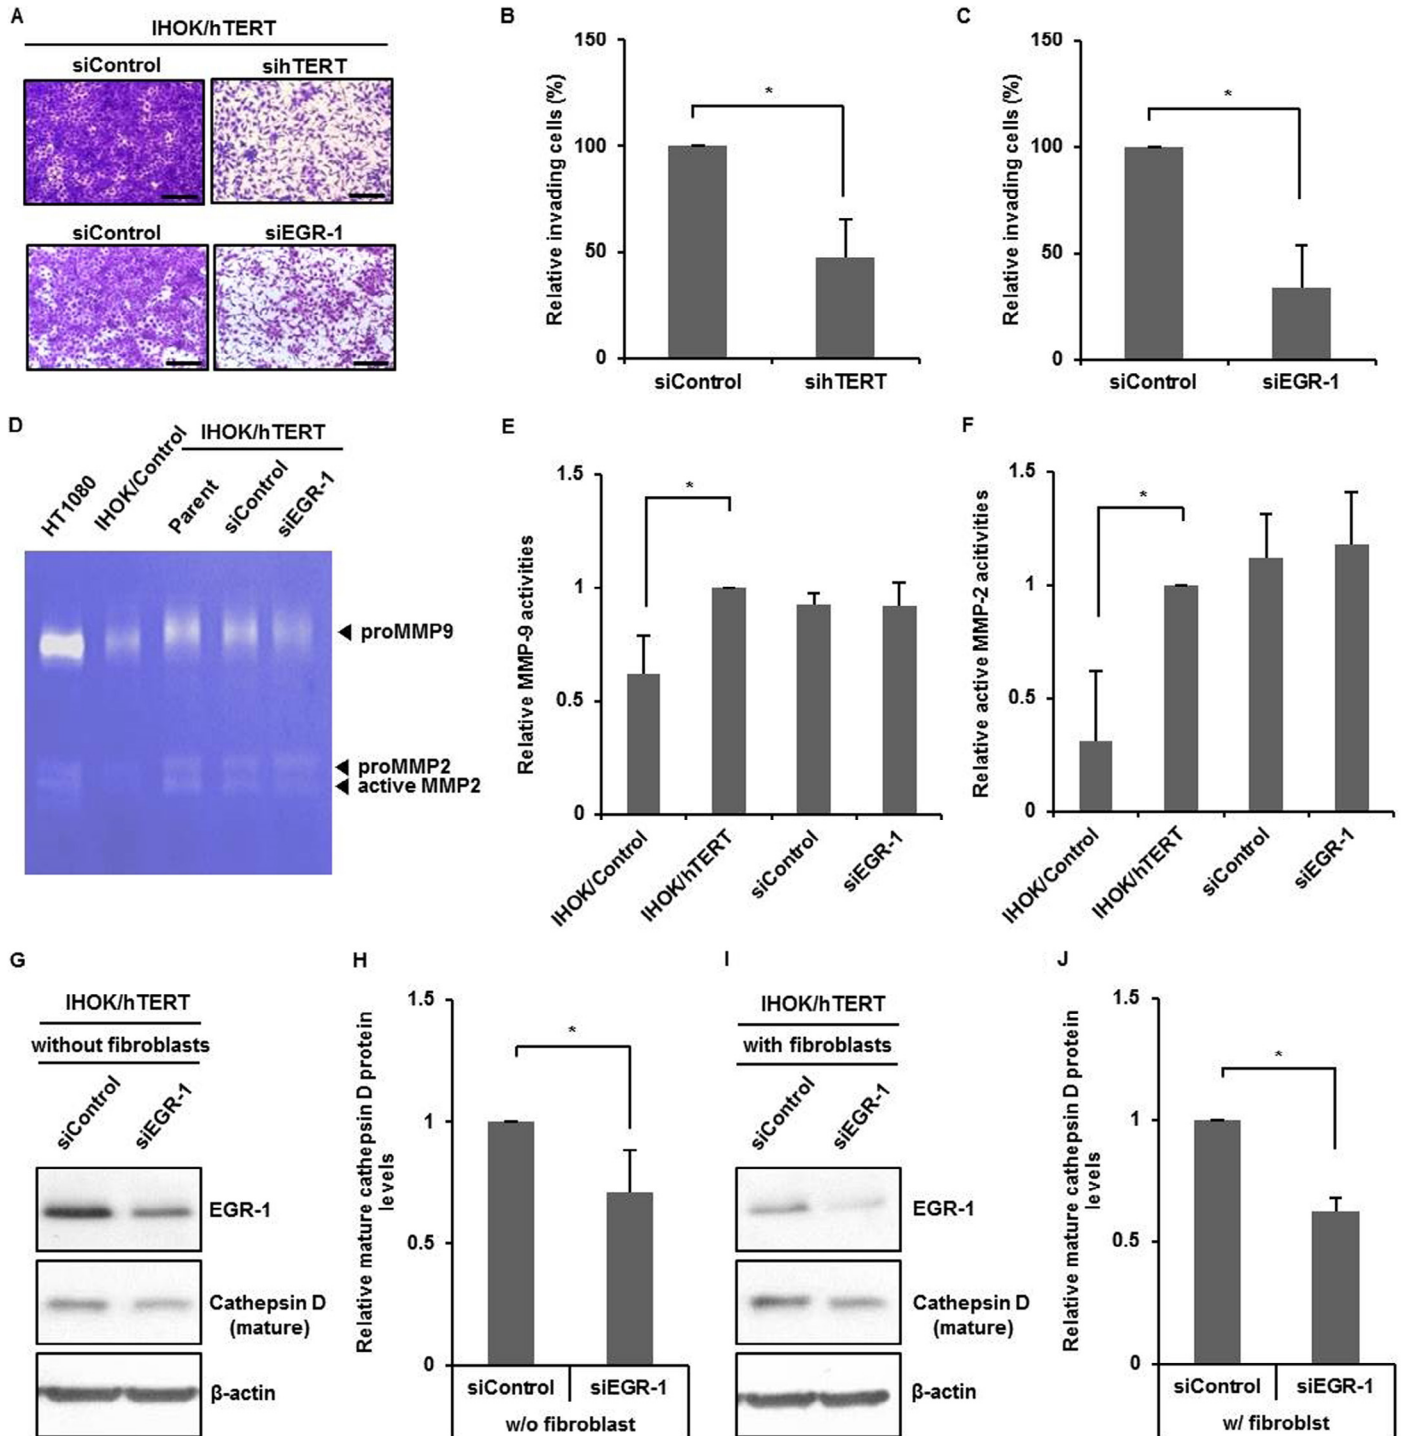 A
IHOK/hTERT
siControl
sihTERT
siControl
siEGR-1
B
Relative invading cells (%)
150
100
50
0
*
siControl
sihTERT
C
Relative invading cells (%)
150
100
50
0
*
siControl
siEGR-1
D
HT1080
IHOK/Control
IHOK/hTERT
Parent
siControl
siEGR-1
proMMP9
proMMP2
active MMP2
E
Relative MMP-9 activities
1.5
1
0.5
0
*
IHOK/Control
IHOK/hTERT
siControl
siEGR-1
F
Relative active MMP-2 acitivities
1.5
1
0.5
0
*
IHOK/Control
IHOK/hTERT
siControl
siEGR-1
G
IHOK/hTERT
without fibroblasts
siControl
siEGR-1
EGR-1
Cathepsin D
(mature)
β-actin
H
Relative mature cathepsin D protein
levels
1.5
1
0.5
0
*
siControl
siEGR-1
w/o fibroblast
I
IHOK/hTERT
with fibroblasts
siControl
siEGR-1
EGR-1
Cathepsin D
(mature)
β-actin
J
Relative mature cathepsin D protein
levels
1.5
1
0.5
0
*
siControl
siEGR-1
w/ fibroblst